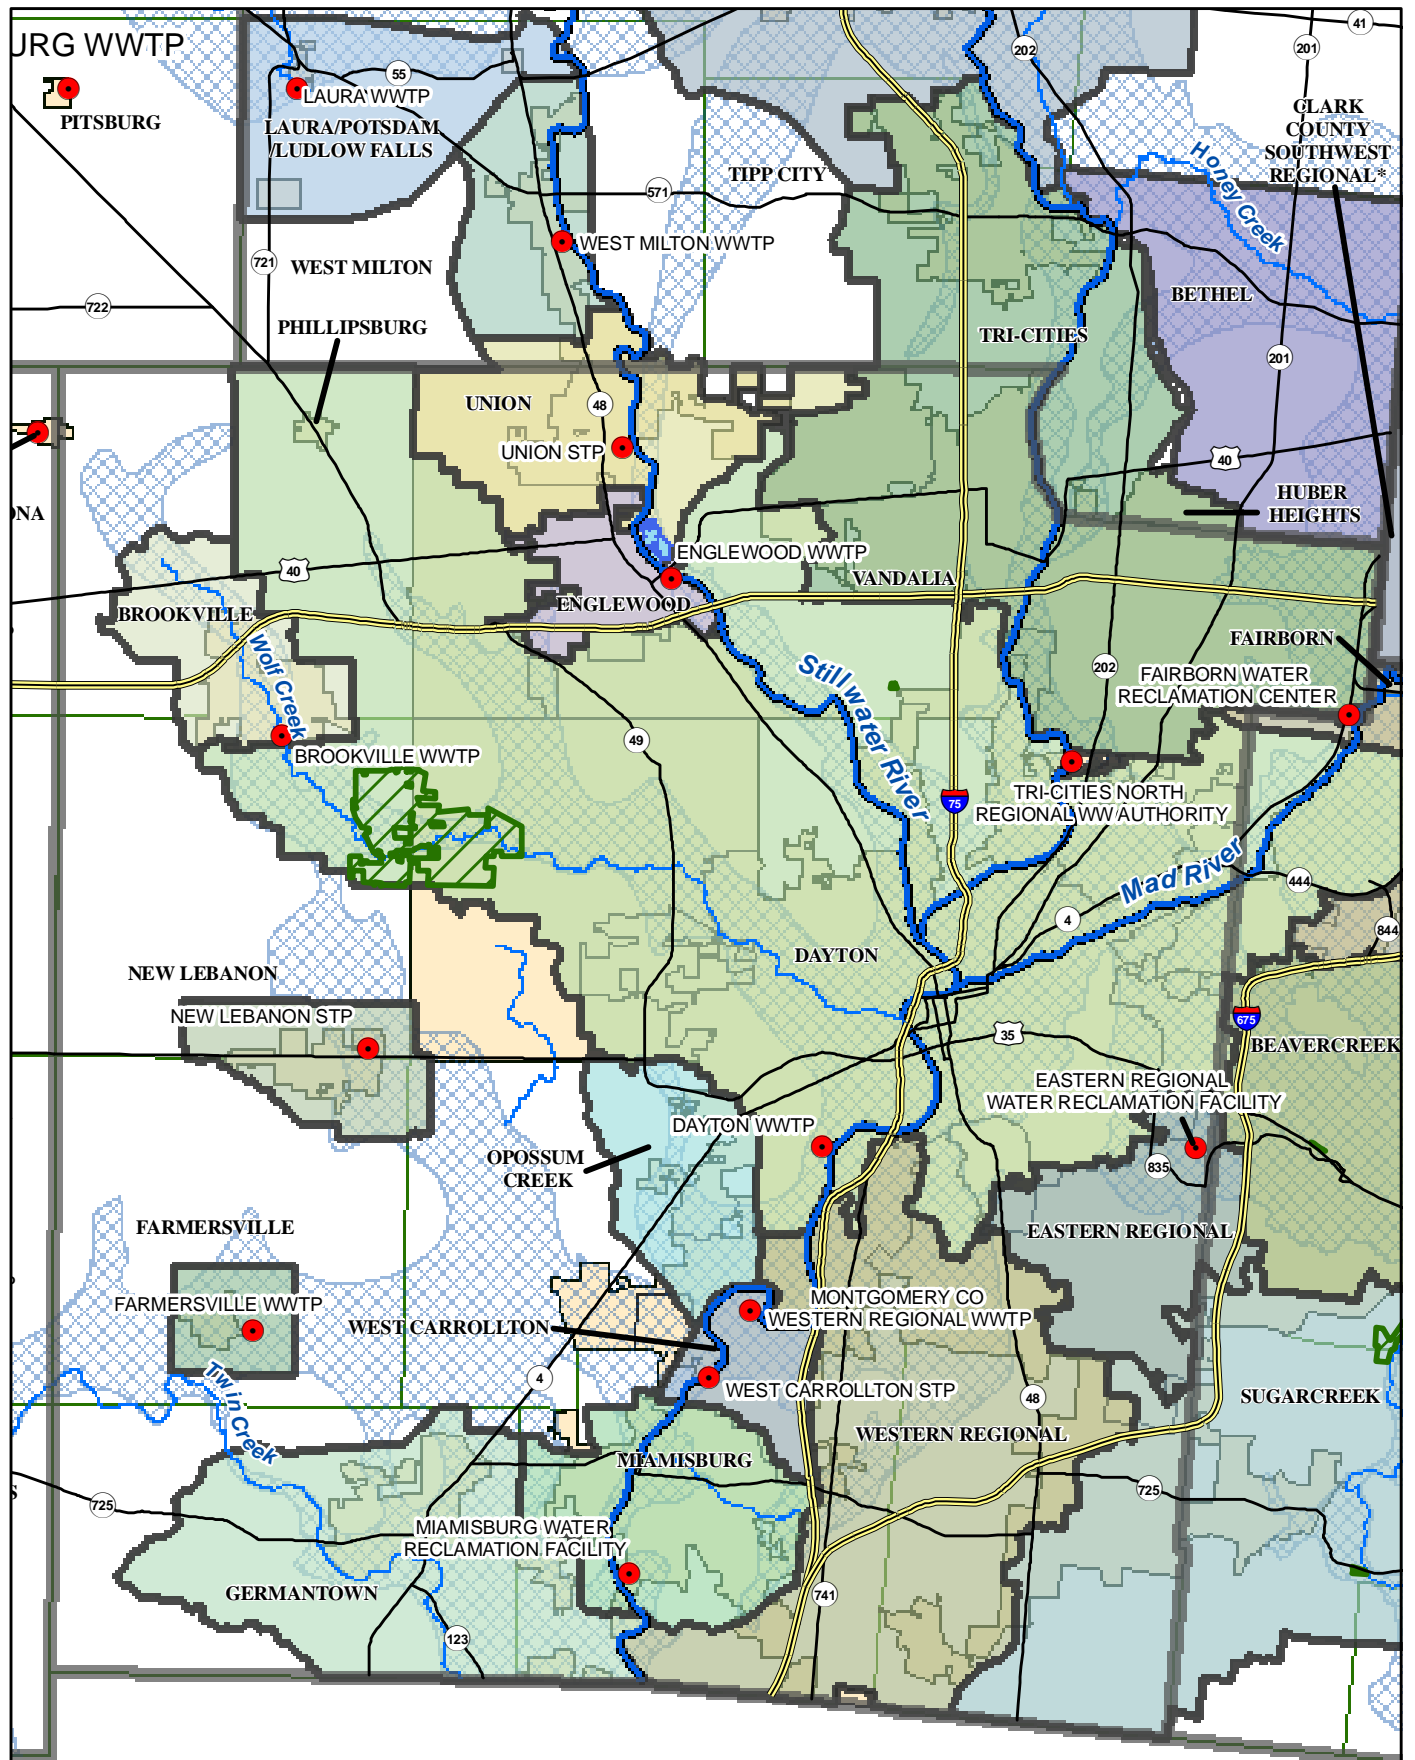 41
202
201
URG WWTP
55
CLARK
COUNTY
SOUTHWEST
REGIONAL*
LAURA WWTP
PITSBURG
LAURA/POTSDAM
/LUDLOW FALLS
Honey Creek
TIPP CITY
571
WEST MILTON WWTP
721
WEST MILTON
BETHEL
722
PHILLIPSBURG
TRI-CITIES
201
UNION
48
UNION STP
40
HUBER
HEIGHTS
ONA
ENGLEWOOD WWTP
40
VANDALIA
ENGLEWOOD
BROOKVILLE
FAIRBORN
Wolf Creek
Stillwater River
202
FAIRBORN WATER
RECLAMATION CENTER
49
BROOKVILLE WWTP
TRI-CITIES NORTH
REGIONAL WW AUTHORITY
75
Mad River
444
4
844
DAYTON
NEW LEBANON
NEW LEBANON STP
675
35
BEAVERCREEK
EASTERN REGIONAL
WATER RECLAMATION FACILITY
DAYTON WWTP
OPOSSUM
CREEK
835
FARMERSVILLE
EASTERN REGIONAL
FARMERSVILLE WWTP
MONTGOMERY CO
WESTERN REGIONAL WWTP
WEST CARROLLTON
4
WEST CARROLLTON STP
48
SUGARCREEK
Twin Creek
WESTERN REGIONAL
MIAMISBURG
S
725
725
MIAMISBURG WATER
RECLAMATION FACILITY
GERMANTOWN
741
123